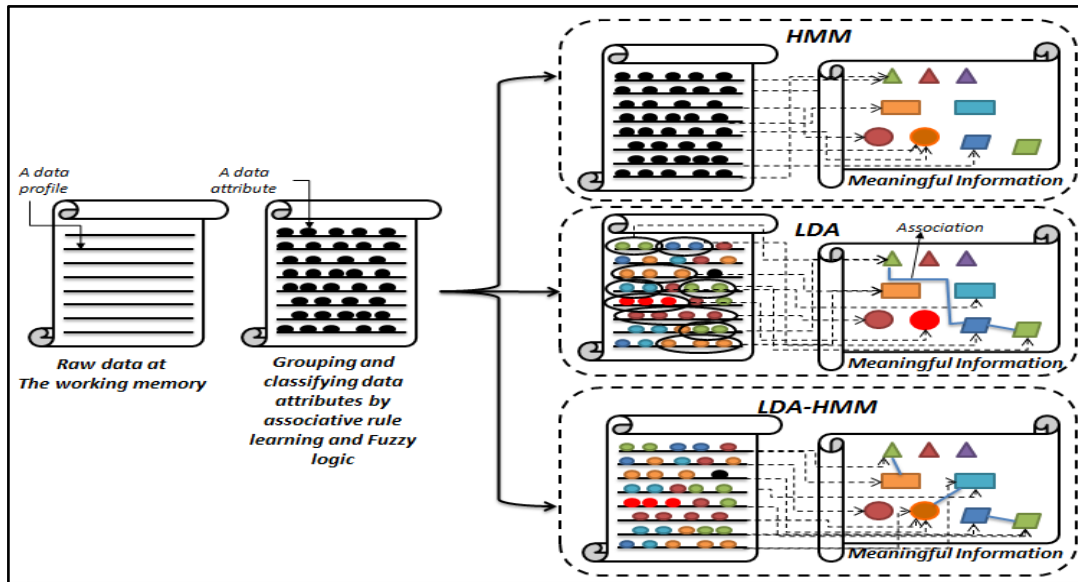 A data
profile
Raw data at
The working memory
A data
attribute
Grouping and
classifying data
attributes by
associative rule
learning and Fuzzy
logic
HMM
Meaningful Information
LDA
Association
Meaningful Information
LDA-HMM
Meaningful Information